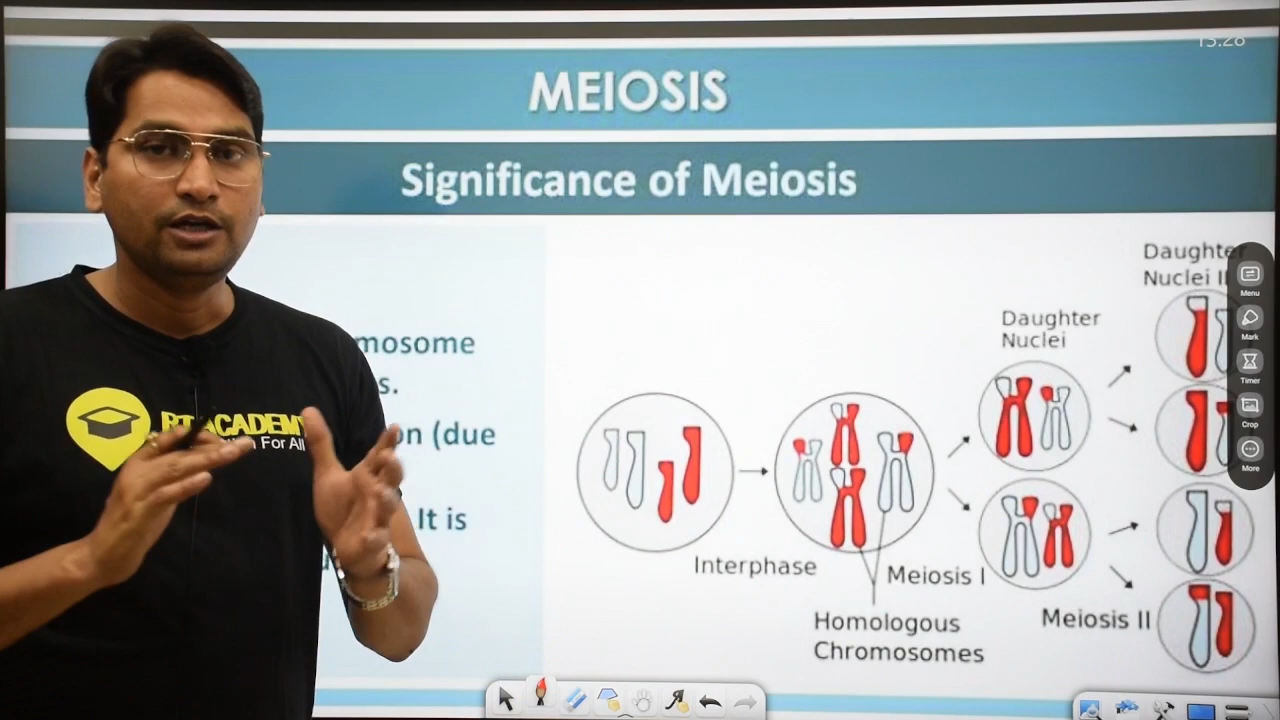 MEIOSIS
Significance of Meiosis
mosome
s.
on (due
It is
ACADEMY
For All
Interphase
Homologous
Chromosomes
Meiosis I
Daughter
Nuclei
Meiosis II
Daughter
Nuclei II
Menu
Mark
Timer
Crop
More